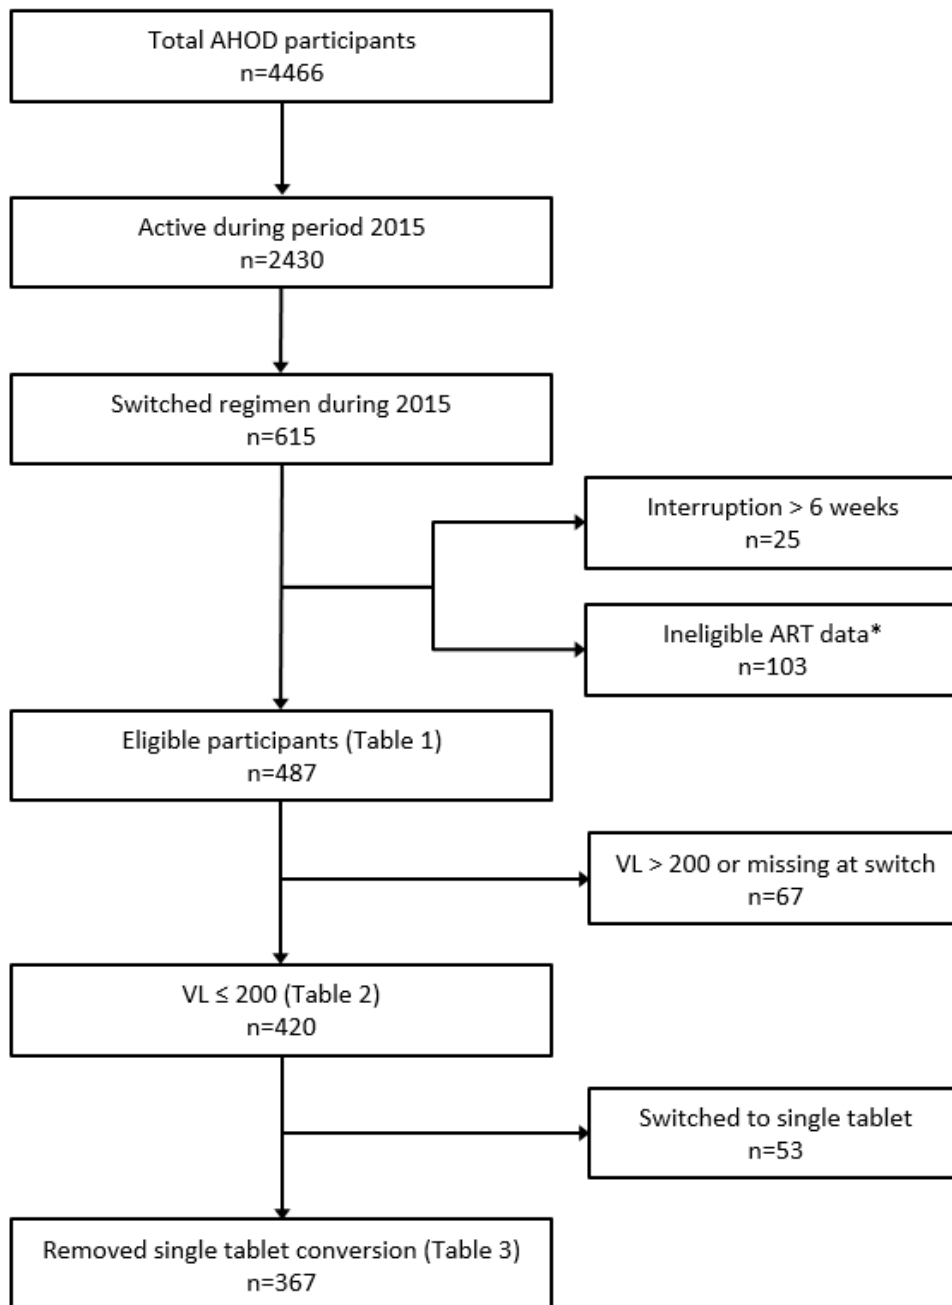 Total AHOD participants
n=4466
Active during period 2015
n=2430
Switched regimen during 2015
n=615
Interruption > 6 weeks
n=25
Ineligible ART data*
n=103
Eligible participants (Table 1)
n=487
VL > 200 or missing at switch
n=67
VL ≤ 200 (Table 2)
n=420
Switched to single tablet
n=53
Removed single tablet conversion (Table 3)
n=367